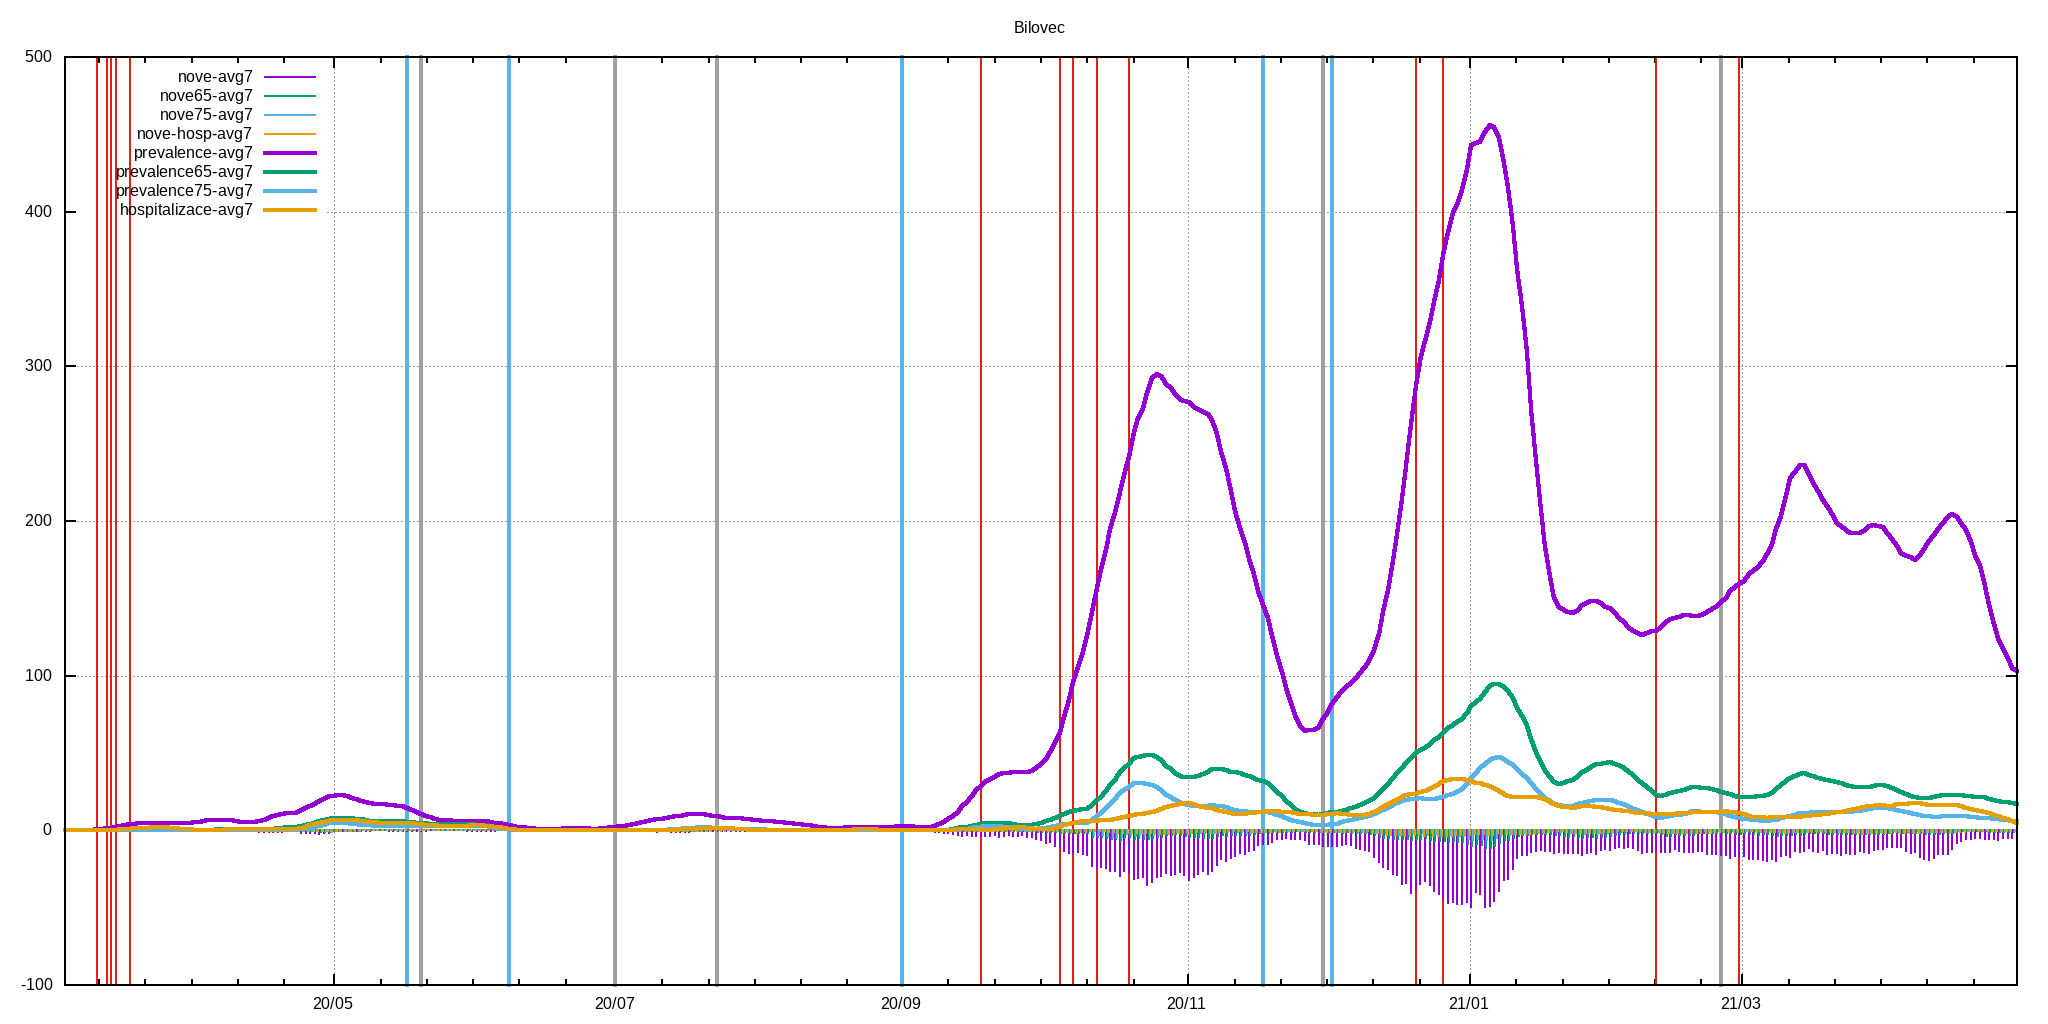 Bilovec
500
400
300
200
100
0
-100
nove-avg7
nove65-avg7
nove75-avg7
nove-hosp-avg7
prevalence-avg7
prevalence65-avg7
prevalence75-avg7
hospitalizace-avg7
20/05 20/07 20/09 20/11 21/01 21/03